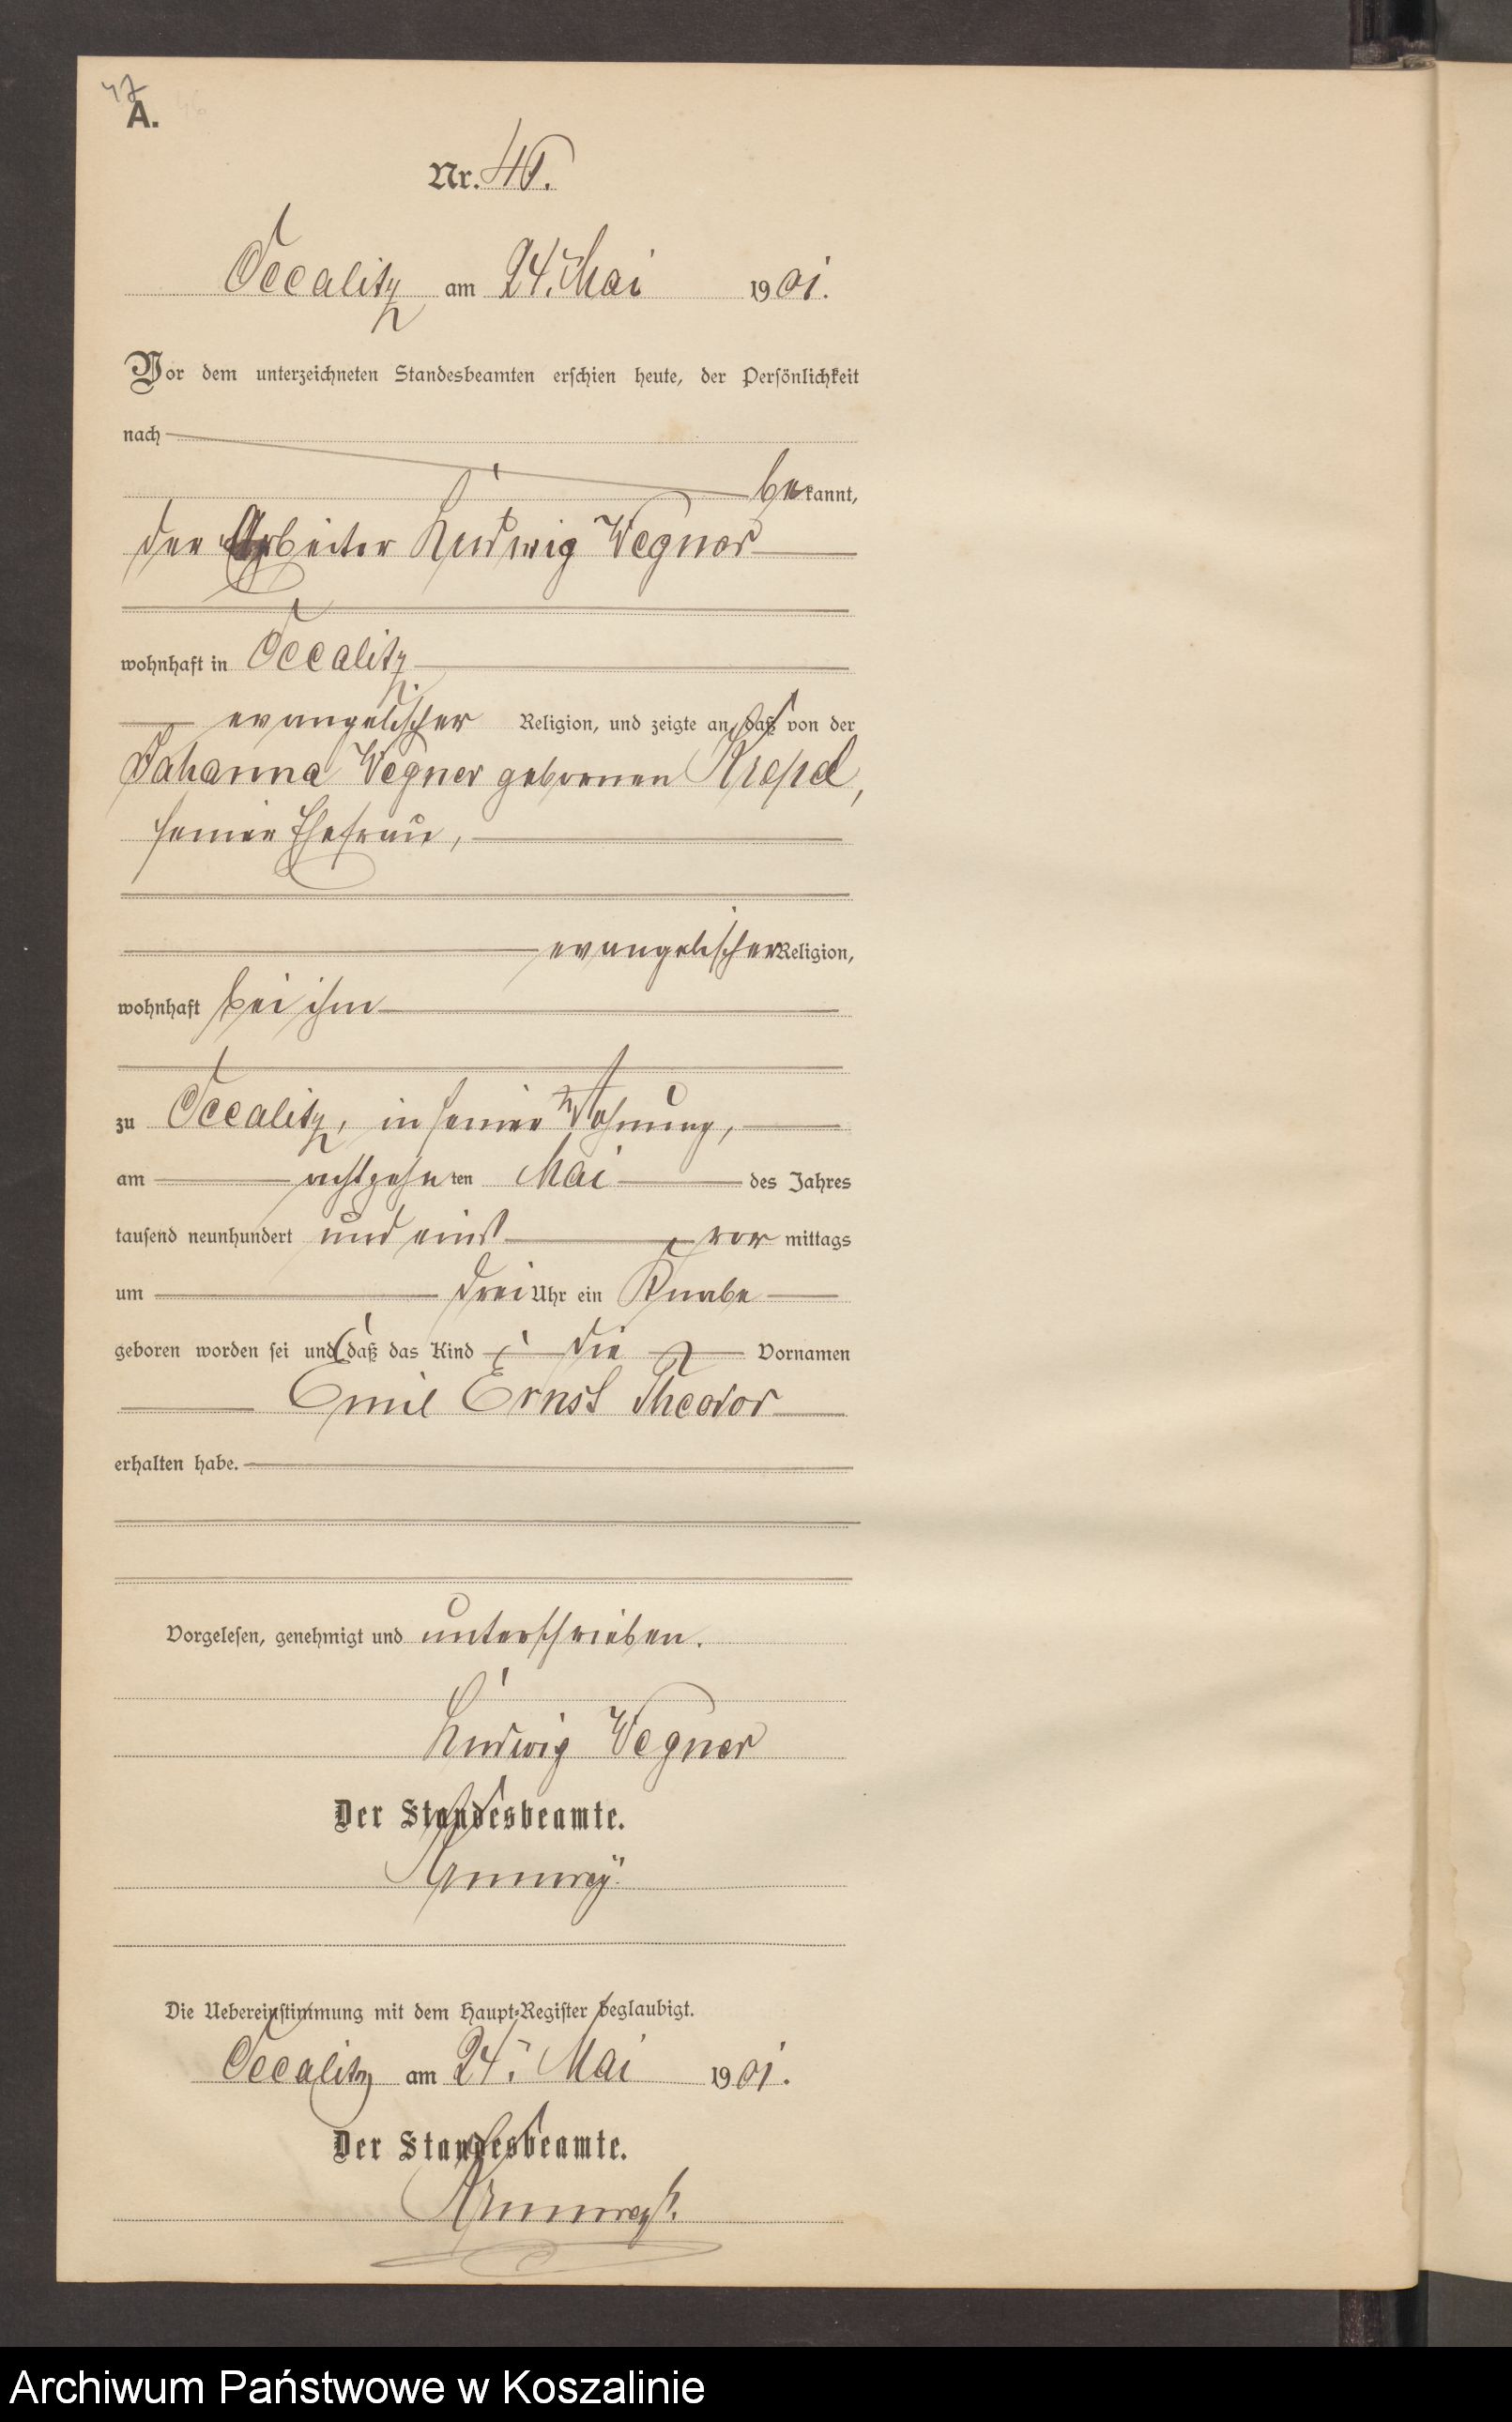 47
A.
Nr. 46.
Occalitz am 24. Mai 1901.
Vor dem unterzeichneten Standesbeamten erschien heute, der Persönlichkeit
nach
bekannt,
der Arbeiter Ludwig Wegner
wohnhaft in Occalitz
evangelischer Religion, und zeigte an, daß von der
Johanna Wegner geborenen
seiner Ehefrau,
evangelischer Religion,
wohnhaft bei ihm
zu Occalitz, in seiner Wohnung,
am achtzehnten Mai des Jahres
tausend neunhundert und eins vormittags
um drei Uhr ein Knabe
geboren worden sei und daß das Kind die Vornamen
Emil Ernst Theodor
erhalten habe.
Vorgelesen, genehmigt und unterschrieben.
Ludwig Wegner
Der Standesbeamte.
Die Uebereinstimmung mit dem Haupt-Register beglaubigt.
Occalitz am 24. Mai 1901.
Der Standesbeamte.
Archiwum Państwowe w Koszalinie